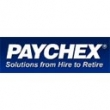 PAYCHEX®
Solutions from Hire to Retire